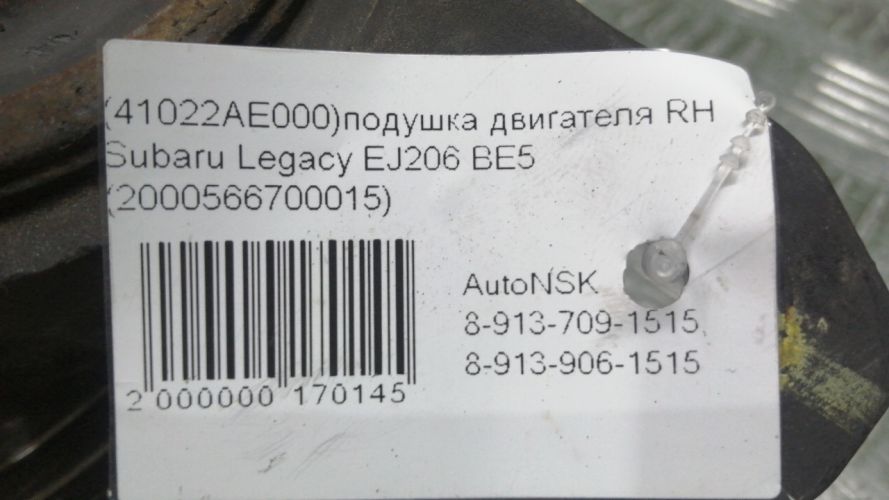 (41022AE000)подушка двигателя RH
Subaru Legacy EJ206 BE5
(2000566700015)
AutoNSK
8-913-709-1515
8-913-906-1515
2 000000 170145